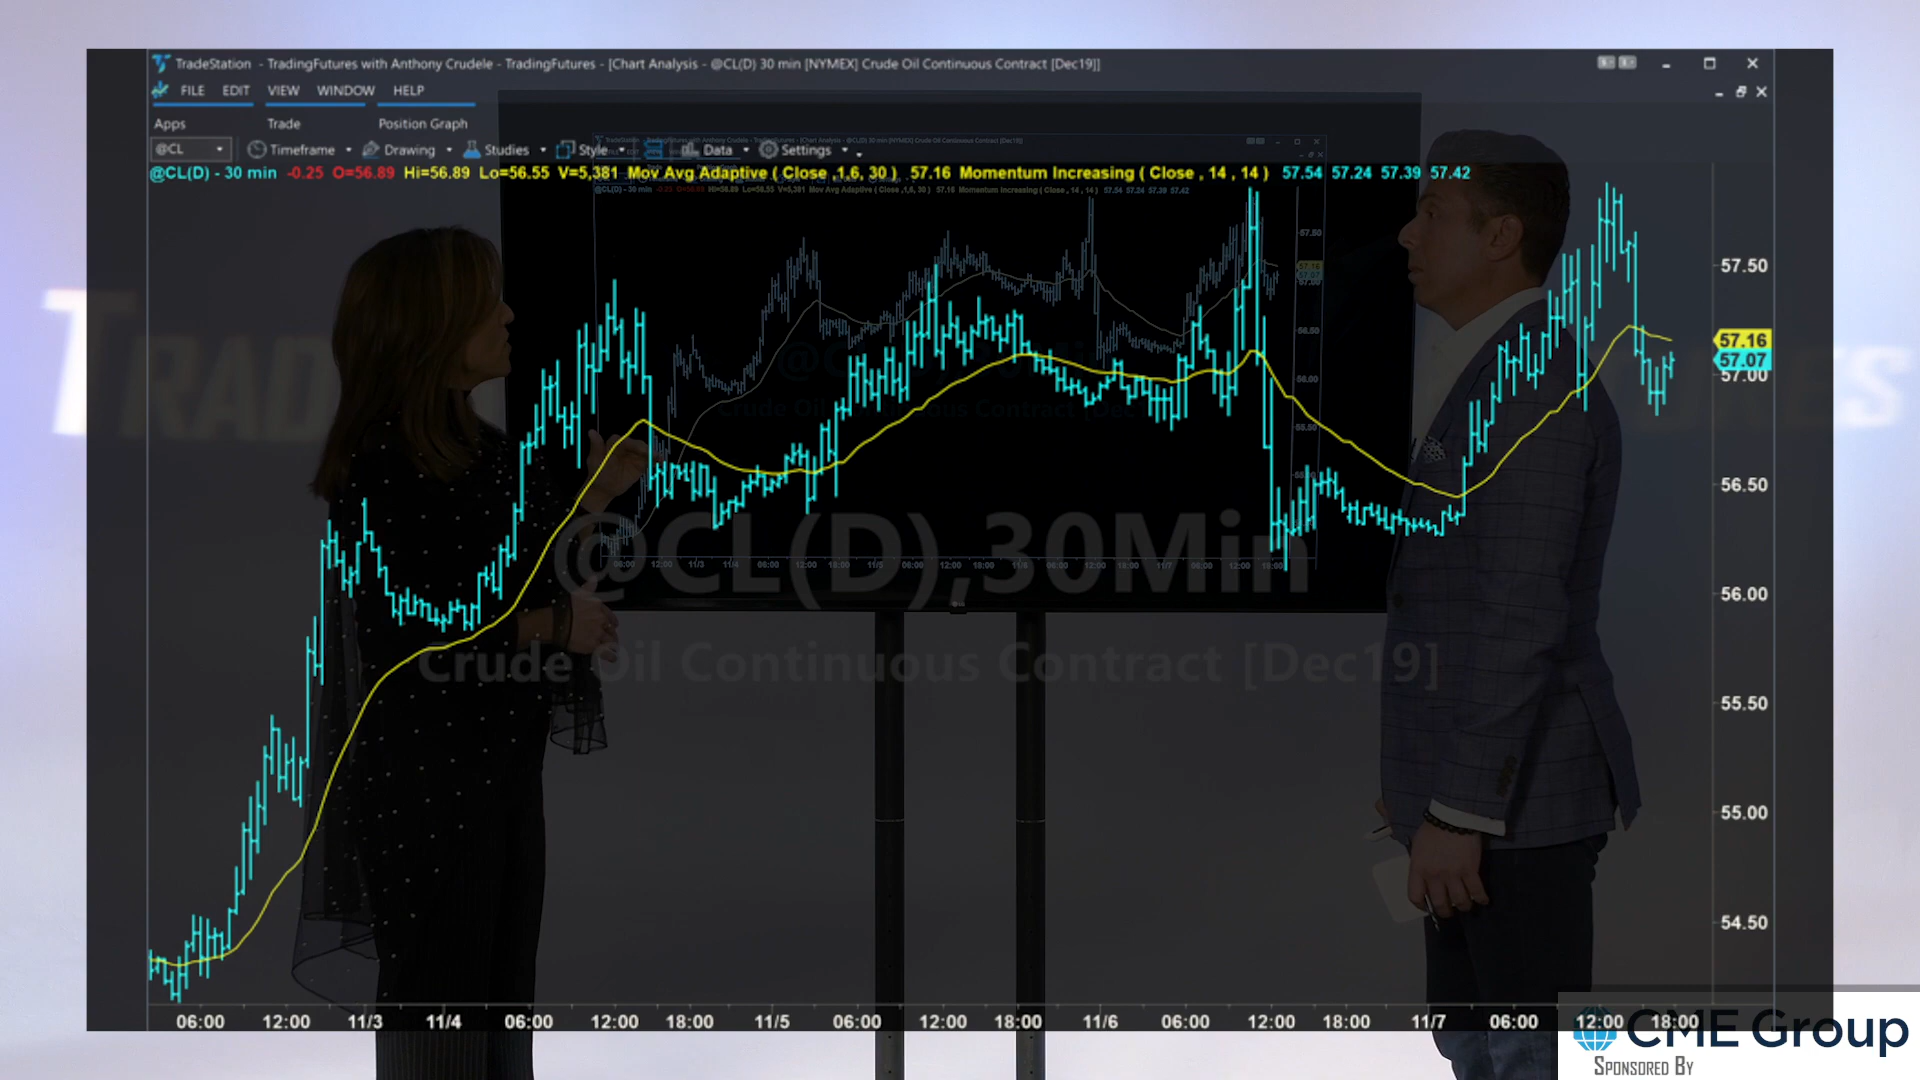 TradeStation - TradingFutures with Anthony Crudele - TradingFutures - [Chart Analysis - @CL(D) 30 min [NYMEX] Crude Oil Continuous Contract [Dec19]]
FILE EDIT VIEW WINDOW HELP
Apps Trade Position Graph
@CL Timeframe Drawing Studies Style Data Settings
@CL(D) - 30 min -0.25 O=56.89 Hi=56.89 Lo=56.55 V=5,381 Mov Avg Adaptive ( Close ,1,6, 30 ) 57.16 Momentum Increasing ( Close , 14 , 14 ) 57.54 57.24 57.39 57.42
57.50
57.16
57.07
57.00
56.50
@CL(D),30Min
56.00
Crude Oil Continuous Contract [Dec19]
55.50
55.00
54.50
06:00 12:00 11/3 11/4 06:00 12:00 18:00 11/5 06:00 12:00 18:00 11/6 06:00 12:00 18:00 11/7 06:00 12:00 18:00
CME Group
SPONSORED BY